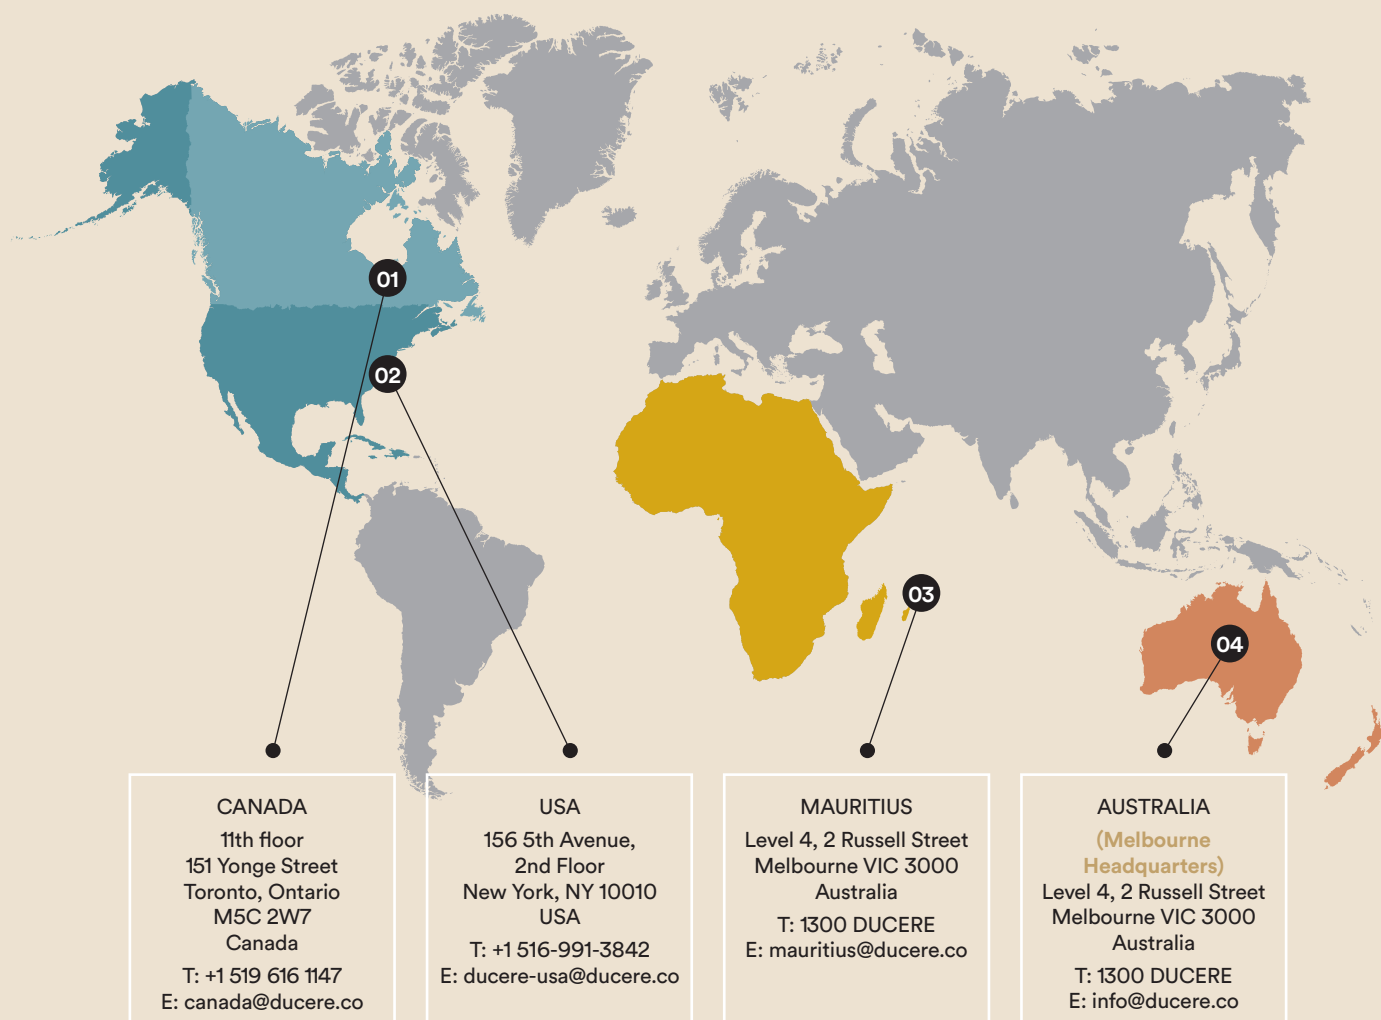 01
02
03
04
CANADA
11th floor
151 Yonge Street
Toronto, Ontario
M5C 2W7
Canada
T: +1 519 616 1147
E: canada@ducere.co
USA
156 5th Avenue,
2nd Floor
New York, NY 10010
USA
T: +1 516-991-3842
E: ducere-usa@ducere.co
MAURITIUS
Level 4, 2 Russell Street
Melbourne VIC 3000
Australia
T: 1300 DUCERE
E: mauritius@ducere.co
AUSTRALIA
(Melbourne
Headquarters)
Level 4, 2 Russell Street
Melbourne VIC 3000
Australia
T: 1300 DUCERE
E: info@ducere.co